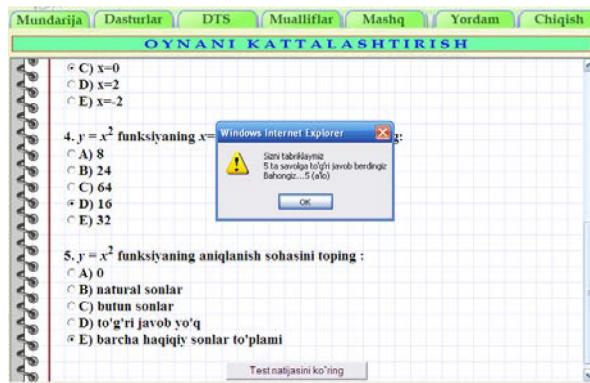 Mundarija Dasturlar DTS Mualliflar Mashq Yordam Chiqish
OYNANI KATTALASHTIRISH
C) x=0
D) x=2
E) x=-2
4. y = x² funksiyaning x=
g:
A) 8
B) 24
C) 64
D) 16
E) 32
Windows Internet Explorer
Sizni tabriklaymiz
5 ta savolga to'g'ri javob berdingiz
Bahongiz...5 (a'lo)
OK
5. y = x² funksiyaning aniqlanish sohasini toping :
A) 0
B) natural sonlar
C) butun sonlar
D) to'g'ri javob yo'q
E) barcha haqiqiy sonlar to'plami
Test natijasini ko'ring